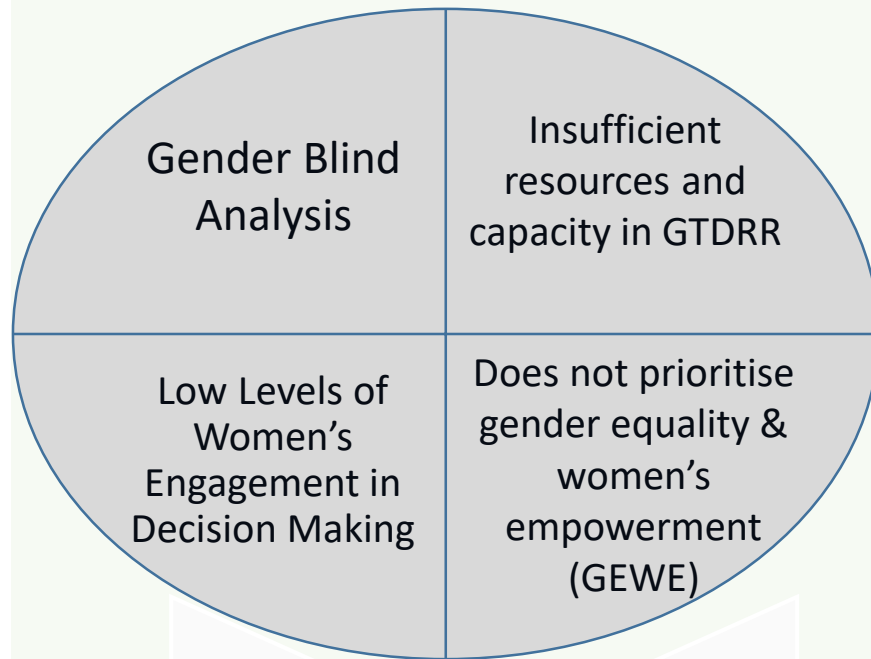 Gender Blind
Analysis
Insufficient
resources and
capacity in GTDRR
Low Levels of
Women’s
Engagement in
Decision Making
Does not prioritise
gender equality &
women’s
empowerment
(GEWE)